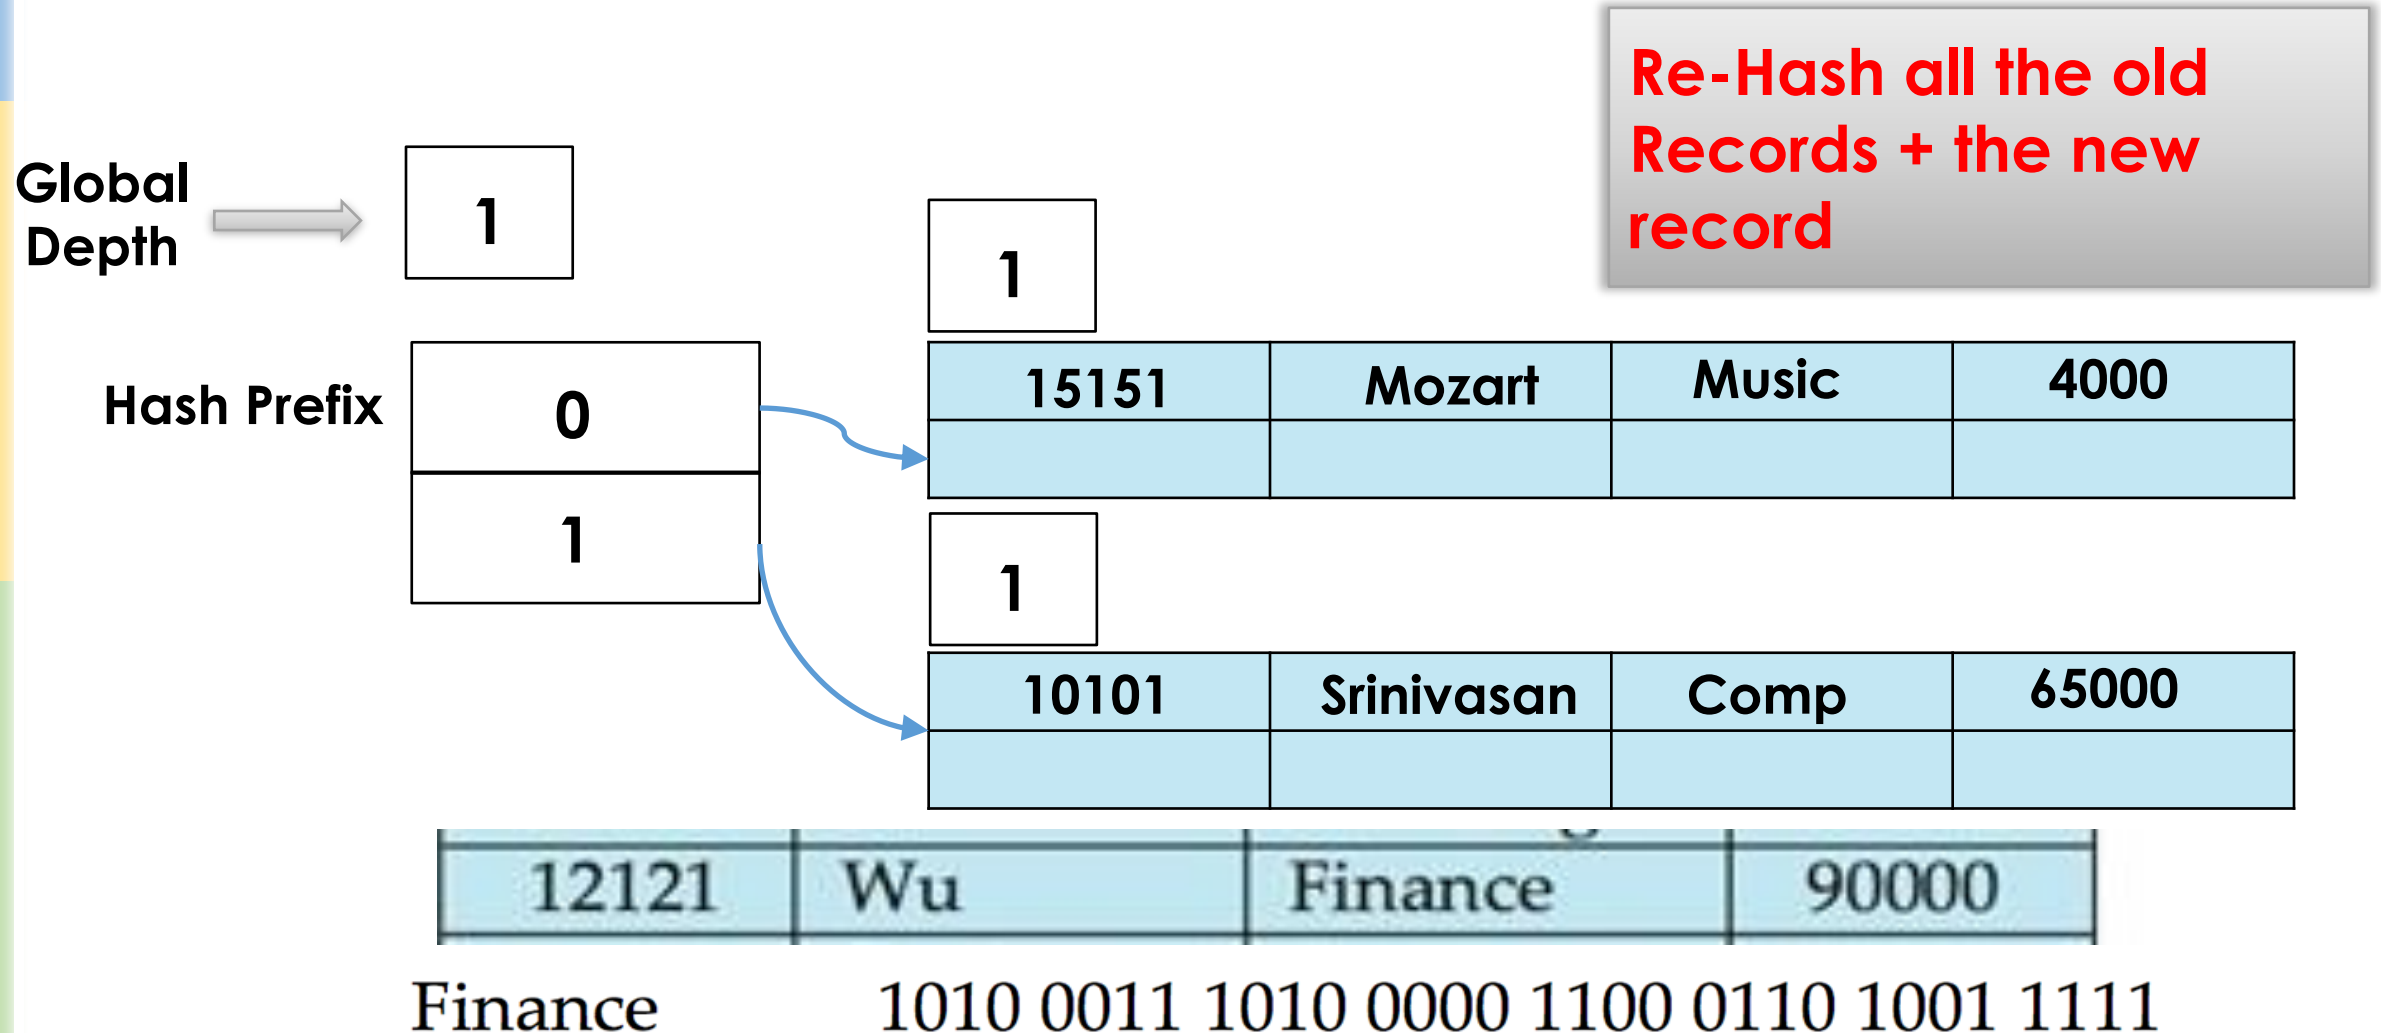 Re-Hash all the old
Records + the new
record
Global
Depth
1
1
Hash Prefix
0
1
15151 Mozart Music 4000
1
10101 Srinivasan Comp 65000
12121 Wu Finance 90000
Finance 1010 0011 1010 0000 1100 0110 1001 1111